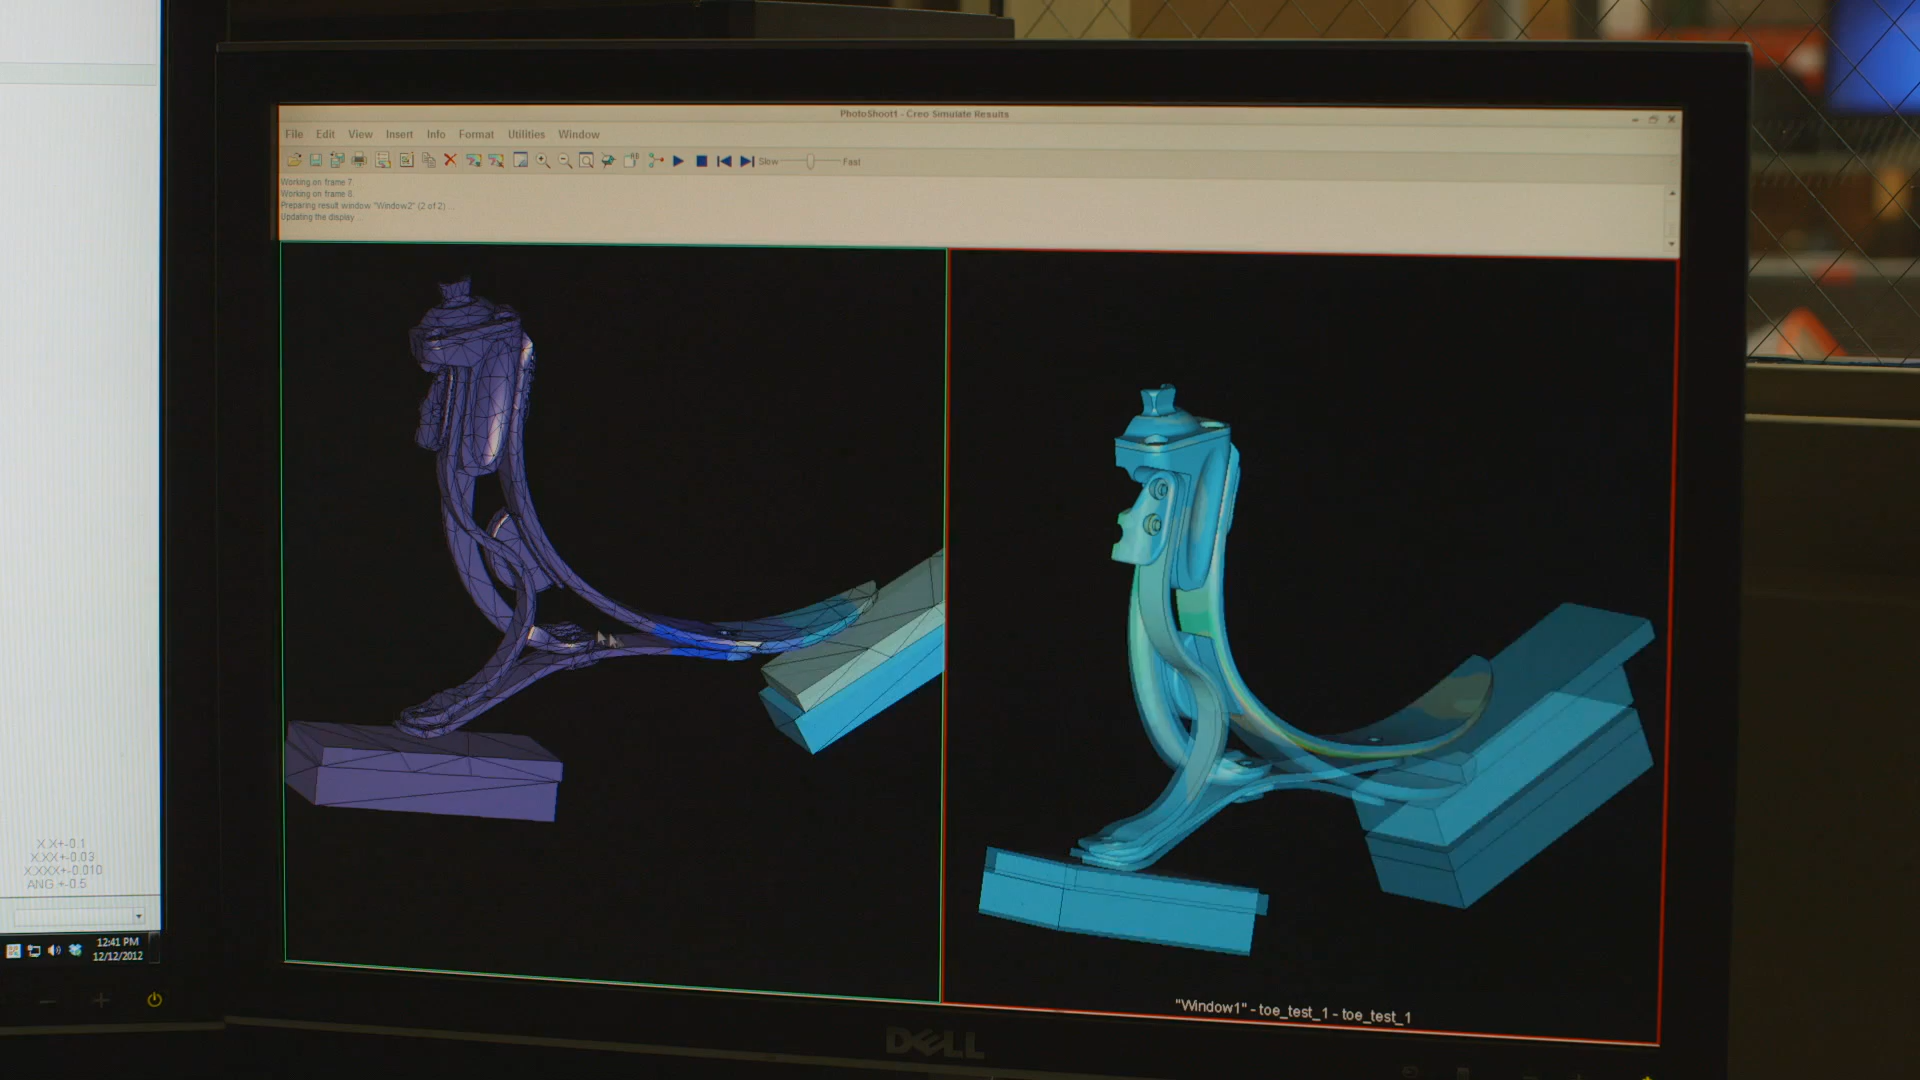 PhotoShoot1 - Creo Simulate Results
File Edit View Insert Info Format Utilities Window
Slow Fast
Working on frame 7.
Working on frame 8.
Preparing result window "Window2" (2 of 2) ...
Updating the display ...
"Window1" - toe_test_1 - toe_test_1
X.X+-0.1
X.XX+-0.03
X.XXX+-0.010
ANG +-0.5
12:41 PM
12/12/2012
DELL